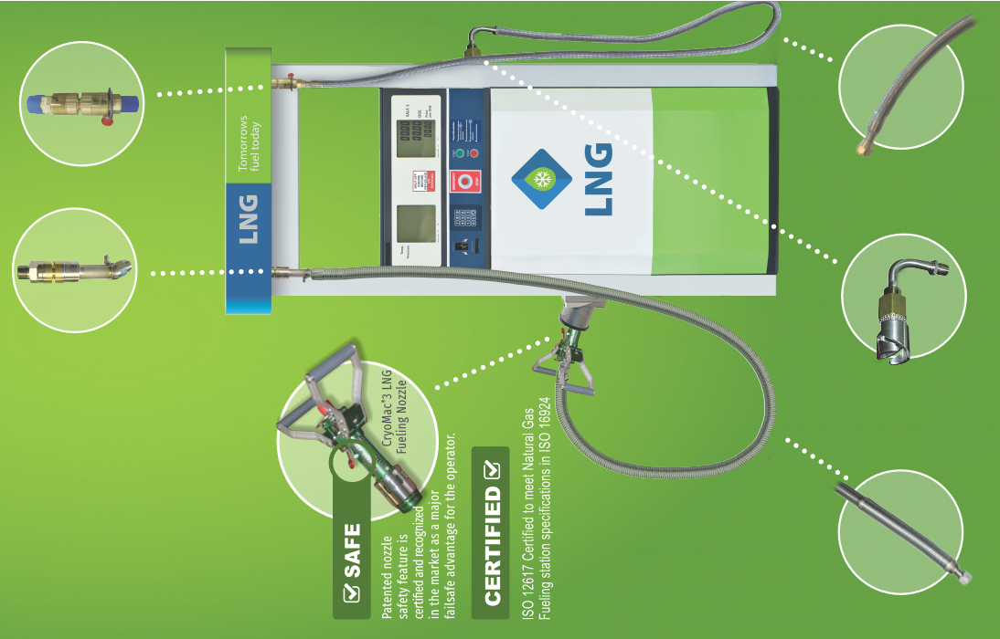 LNG
Tomorrows
fuel today
SALE $
GGE
LNG
CryoMac®3 LNG
Fueling Nozzle
SAFE
Patented nozzle
safety feature is
certified and recognized
in the market as a major
failsafe advantage for the operator.
CERTIFIED
ISO 12617 Certified to meet Natural Gas
Fueling station specifications in ISO 16924